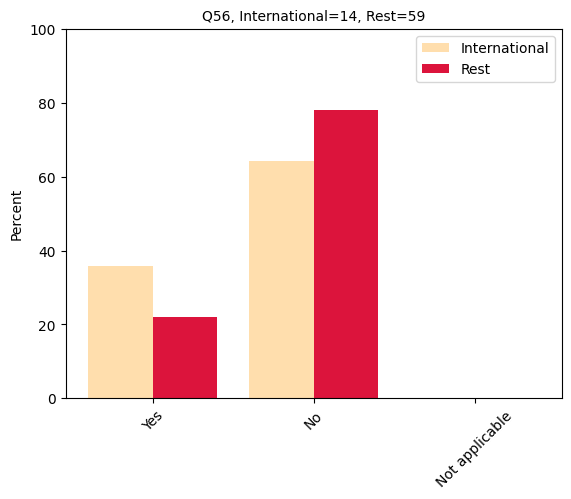 Q56, International=14, Rest=59
International
Rest
Percent
100
80
60
40
20
0
Yes
No
Not applicable